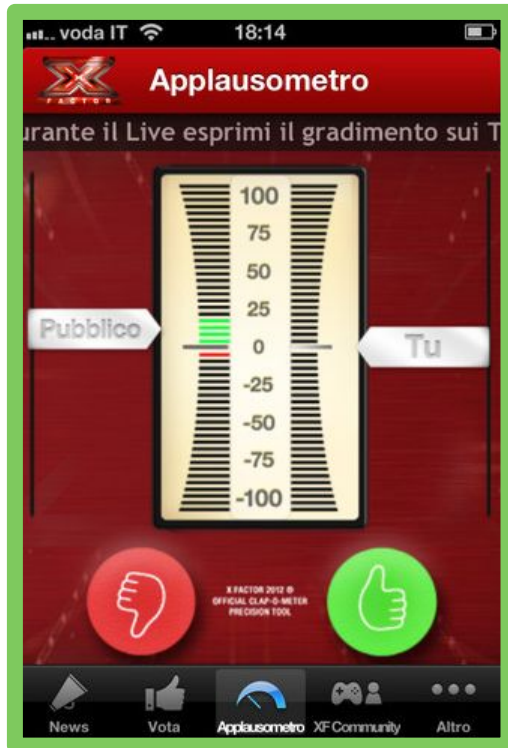 voda IT 18:14
X FACTOR
Applausometro
urante il Live esprimi il gradimento sui T
100
75
50
25
Pubblico
0
Tu
-25
-50
-75
-100
X FACTOR 2012 ©
OFFICIAL CLAP-O-METER
PRECISION TOOL
News Vota Applausometro XF Community Altro